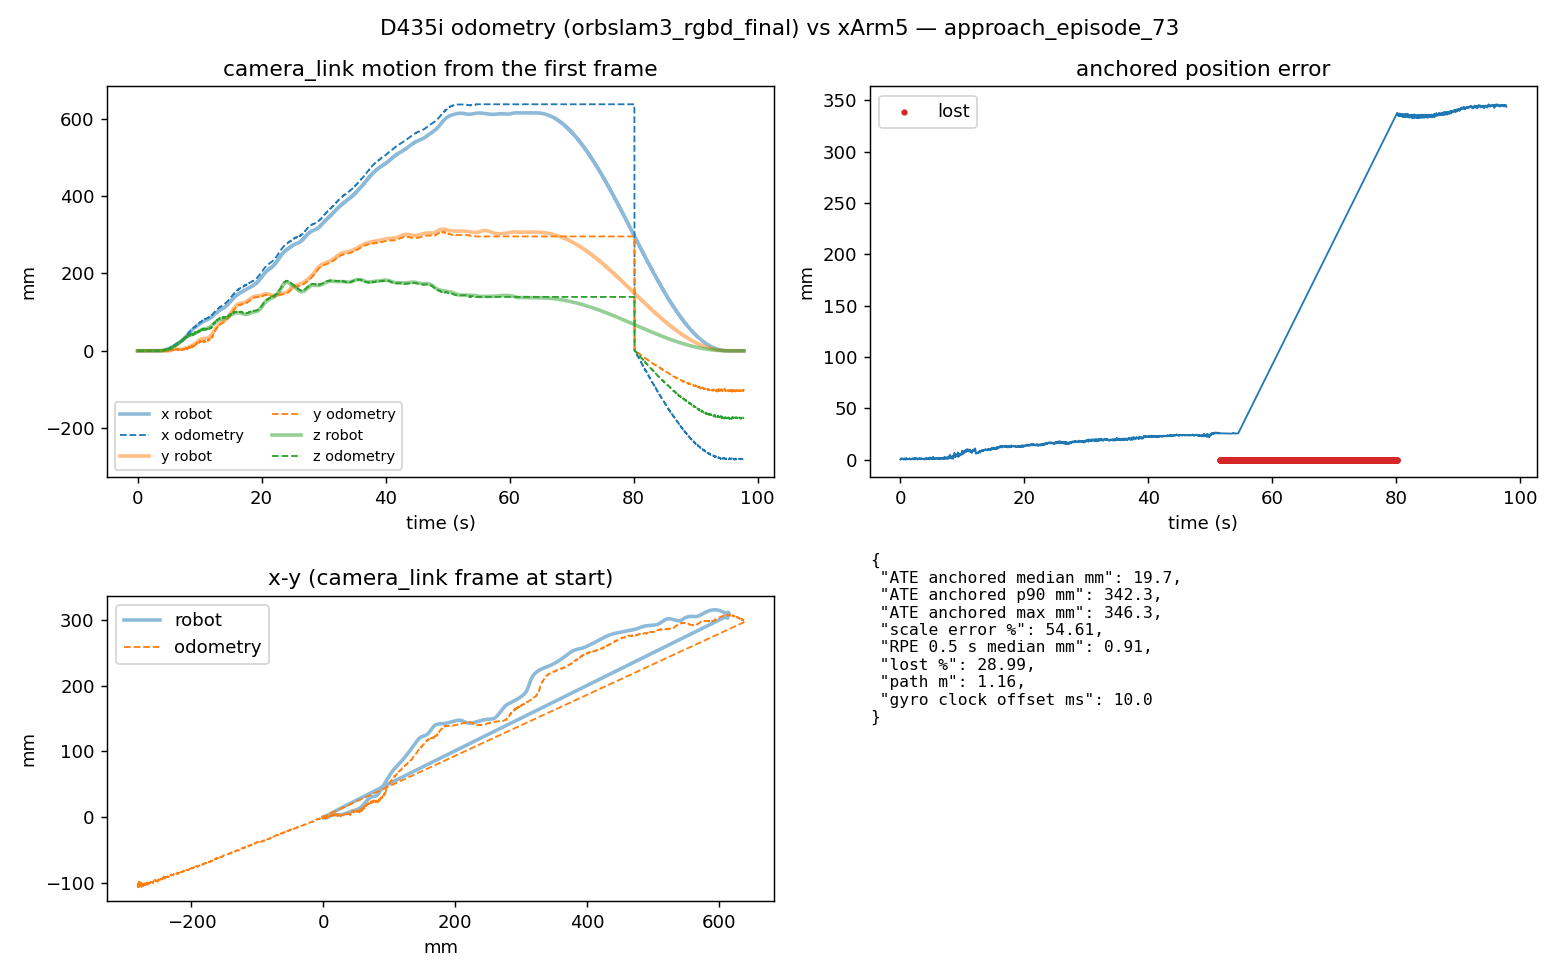 D435i odometry (orbslam3_rgbd_final) vs xArm5 — approach_episode_73
camera_link motion from the first frame
600
400
200
0
−200
mm
x robot
x odometry
y robot
y odometry
z robot
z odometry
0
20
40
60
80
100
time (s)
anchored position error
350
300
250
200
150
100
50
0
mm
lost
0
20
40
60
80
100
time (s)
x-y (camera_link frame at start)
300
200
100
0
−100
mm
robot
odometry
−200
0
200
400
600
mm
{
"ATE anchored median mm": 19.7,
"ATE anchored p90 mm": 342.3,
"ATE anchored max mm": 346.3,
"scale error %": 54.61,
"RPE 0.5 s median mm": 0.91,
"lost %": 28.99,
"path m": 1.16,
"gyro clock offset ms": 10.0
}